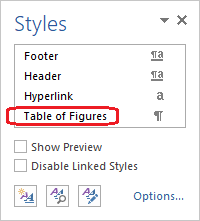 Styles
Footer ¶a
Header ¶a
Hyperlink a
Table of Figures ¶
Show Preview
Disable Linked Styles
Options...